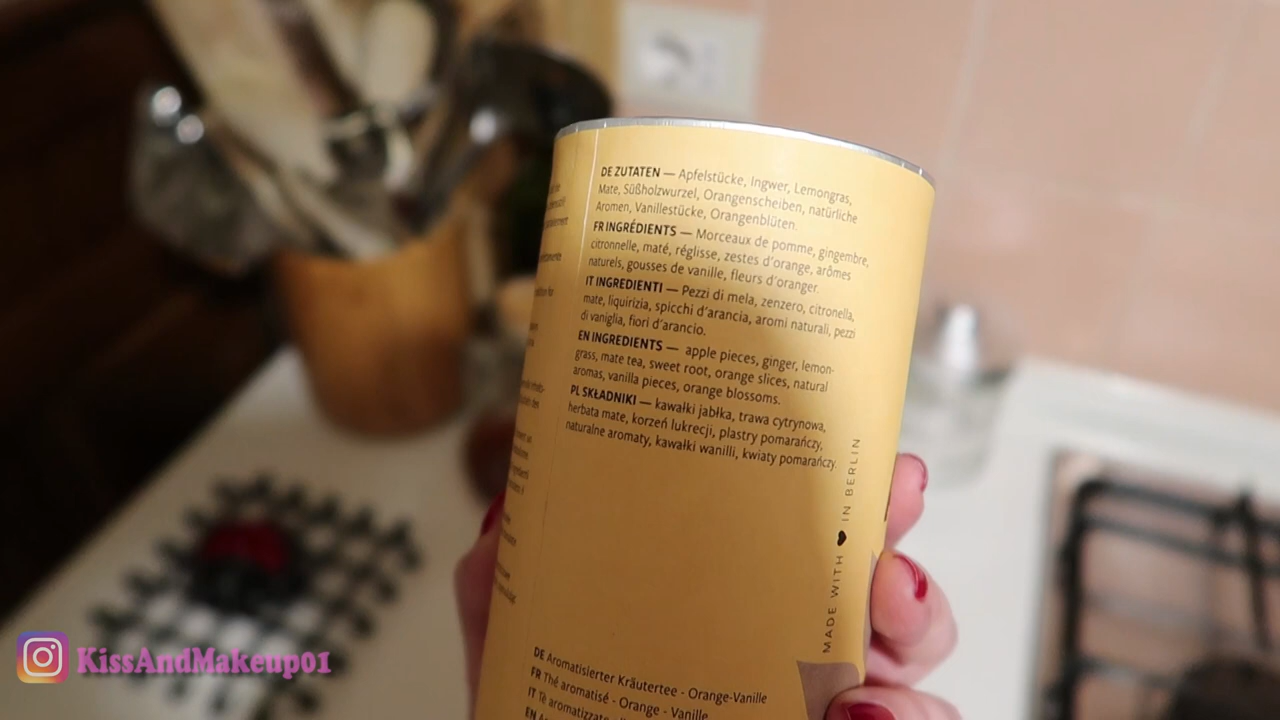 DE ZUTATEN — Apfelstücke, Ingwer, Lemongras,
Mate, Süßholzwurzel, Orangenscheiben, natürliche
Aromen, Vanillestücke, Orangenblüten.
FR INGRÉDIENTS — Morceaux de pomme, gingembre,
citronnelle, maté, réglisse, zestes d'orange, arômes
naturels, gousses de vanille, fleurs d'oranger.
IT INGREDIENTI — Pezzi di mela, zenzero, citronella,
mate, liquirizia, spicchi d'arancia, aromi naturali, pezzi
di vaniglia, fiori d'arancio.
EN INGREDIENTS — apple pieces, ginger, lemon-
grass, mate tea, sweet root, orange slices, natural
aromas, vanilla pieces, orange blossoms.
PL SKŁADNIKI — kawałki jabłka, trawa cytrynowa,
herbata mate, korzeń lukrecji, plastry pomarańczy,
naturalne aromaty, kawałki wanilli, kwiaty pomarańczy.
MADE WITH ♥ IN BERLIN
DE Aromatisierter Kräutertee - Orange-Vanille
FR Thé aromatisé - Orange - Vanille
IT Tè aromatizzato
EN
KissAndMakeup01